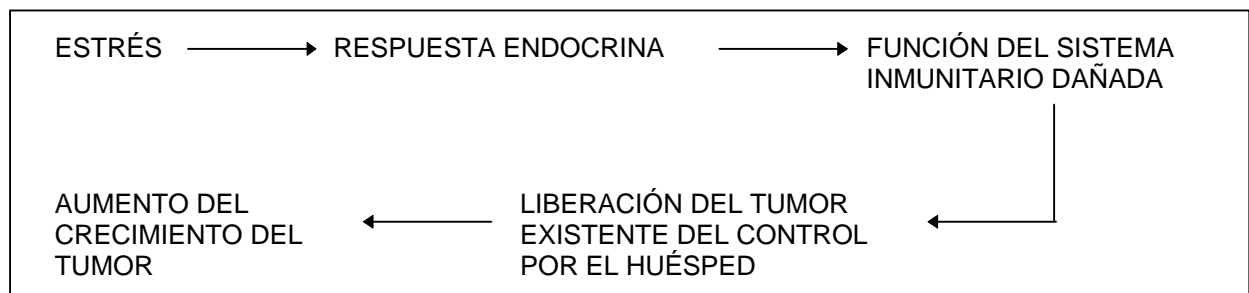 ESTRÉS
RESPUESTA ENDOCRINA
FUNCIÓN DEL SISTEMA
INMUNITARIO DAÑADA
LIBERACIÓN DEL TUMOR
EXISTENTE DEL CONTROL
POR EL HUÉSPED
AUMENTO DEL
CRECIMIENTO DEL
TUMOR